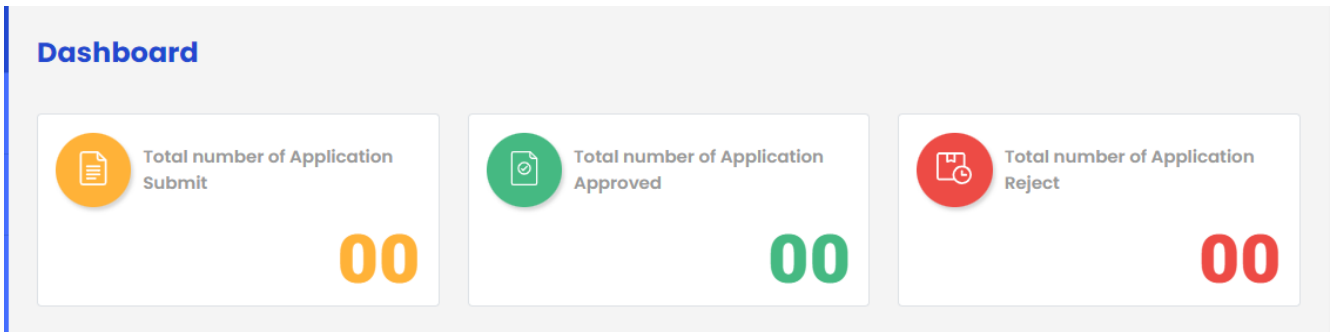 Dashboard
Total number of Application
Submit
00
Total number of Application
Approved
00
Total number of Application
Reject
00